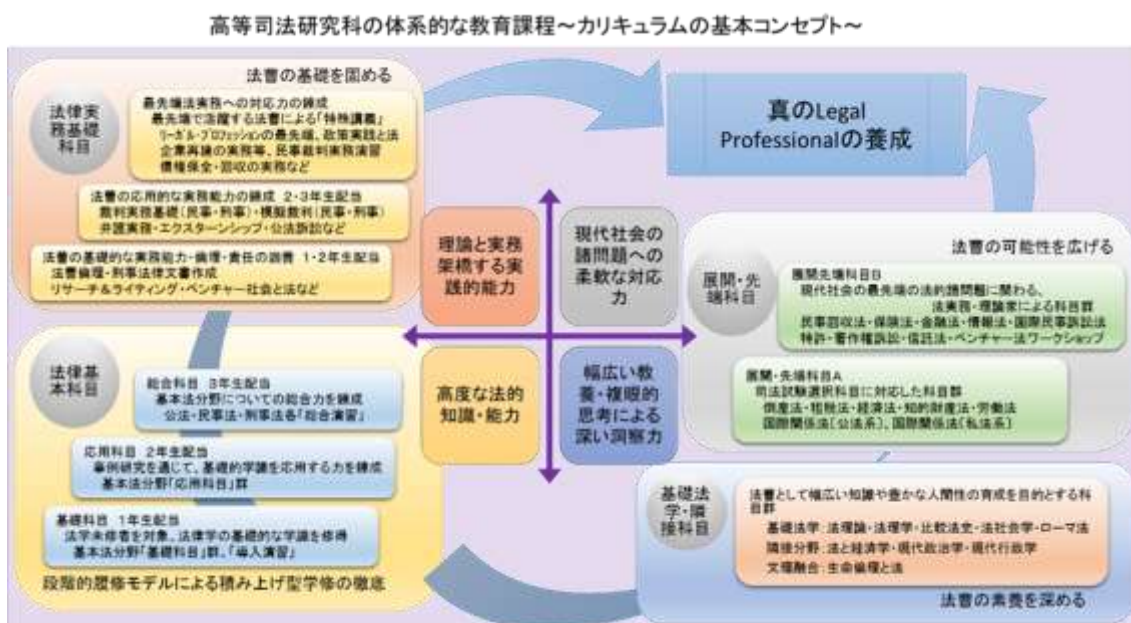 高等司法研究科の体系的な教育課程～カリキュラムの基本コンセプト～
法曹の基礎を固める
法律実
務基礎
科目
最先端法実務への対応力の錬成
最先端で活躍する法曹による「特殊講義」
リーガル・プロフェッションの最先端、政策実践と法
企業再編の実務等、民事裁判実務演習
債権保全・回収の実務など
法曹の応用的な実務能力の錬成 2・3年生配当
裁判実務基礎(民事・刑事)・模擬裁判(民事・刑事)
弁護実務・エクスターンシップ・公法訴訟など
法曹の基礎的な実務能力・倫理・責任の涵養 1・2年生配当
法曹倫理・刑事法律文書作成
リサーチ&ライティング・ベンチャー社会と法など
真のLegal
Professionalの養成
理論と実務
架橋する実
践的能力
現代社会の
諸問題への
柔軟な対応
力
高度な法的
知識・能力
幅広い教
養・複眼的
思考による
深い洞察力
法曹の可能性を広げる
展開・先
端科目
展開先端科目B
現代社会の最先端の法的諸問題に関わる、
法実務・理論家による科目群
民事回収法・保険法・金融法・情報法・国際民事訴訟法
特許・著作権訴訟・信託法・ベンチャー法ワークショップ
展開・先端科目A
司法試験選択科目に対応した科目群
倒産法・租税法・経済法・知的財産法・労働法
国際関係法(公法系)、国際関係法(私法系)
法律基
本科目
総合科目 3年生配当
基本法分野についての総合力を錬成
公法・民事法・刑事法各「総合演習」
応用科目 2年生配当
事例研究を通じて、基礎的学識を応用する力を錬成
基本法分野「応用科目」群
基礎科目 1年生配当
法学未修者を対象、法律学の基礎的な学識を修得
基本法分野「基礎科目」群、「導入演習」
段階的履修モデルによる積み上げ型学修の徹底
基礎法
学・隣
接科目
法曹として幅広い知識や豊かな人間性の育成を目的とする科
目群
基礎法学：法理論・法理学・比較法史・法社会学・ローマ法
隣接分野：法と経済学・現代政治学・現代行政学
文理融合：生命倫理と法
法曹の素養を深める